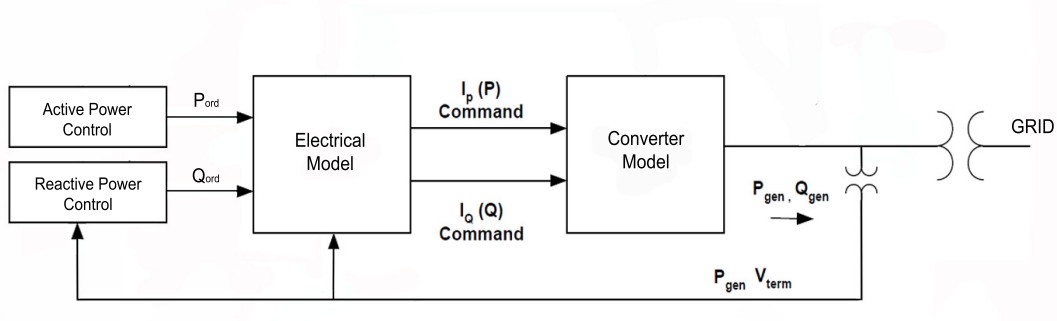 Active Power
Control
Reactive Power
Control
Pord
Qord
Electrical
Model
Ip (P)
Command
IQ (Q)
Command
Converter
Model
Pgen , Qgen
Pgen Vterm
GRID